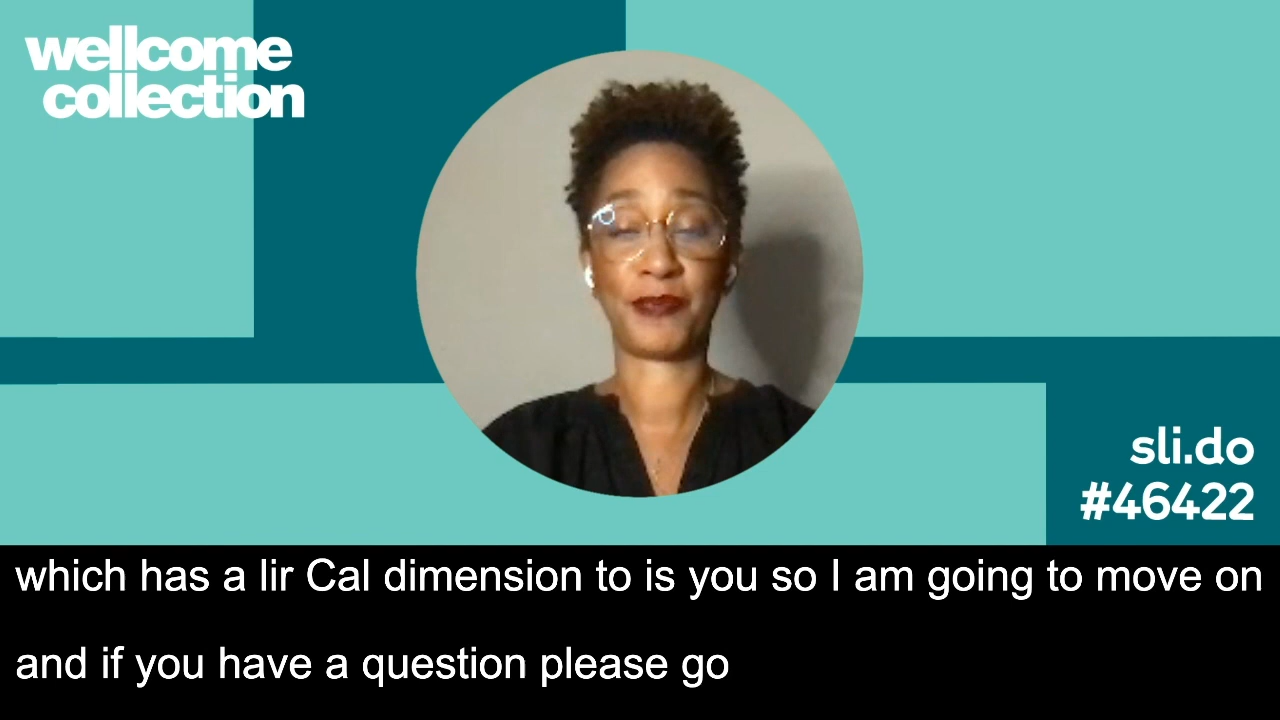 wellcome
collection
sli.do
#46422
which has a lir Cal dimension to is you so I am going to move on
and if you have a question please go